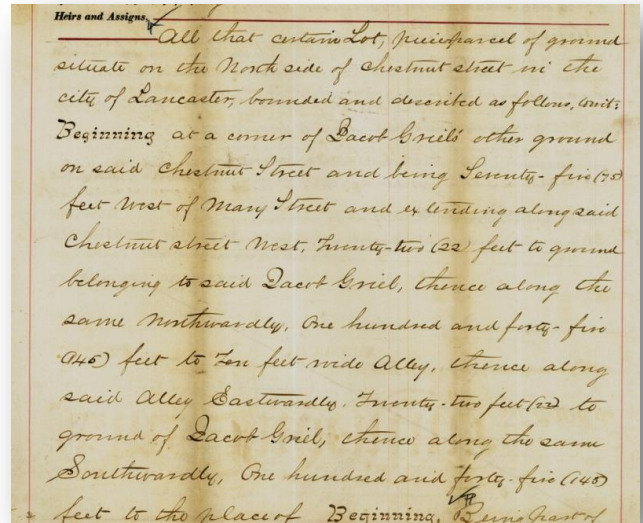 Heirs and Assigns,
All that certain Lot, piece or parcel of ground
situate on the North side of Chestnut street in the
city of Lancaster, bounded and described as follows, towit:
Beginning at a corner of Jacob Griel's other ground
on said Chestnut Street and being Seventy-five (75)
feet West of Mary Street and extending along said
Chestnut street West, Twenty-two (22 feet to ground
belonging to said Jacob Griel, thence along the
same Northwardly, One hundred and forty-five
(145) feet to Ten feet wide Alley, thence along
said Alley Eastwardly, Twenty-two feet (22) to
ground of Jacob Griel, thence along the same
Southwardly, One hundred and forty-five (145)
feet to the place of Beginning, Being Part of